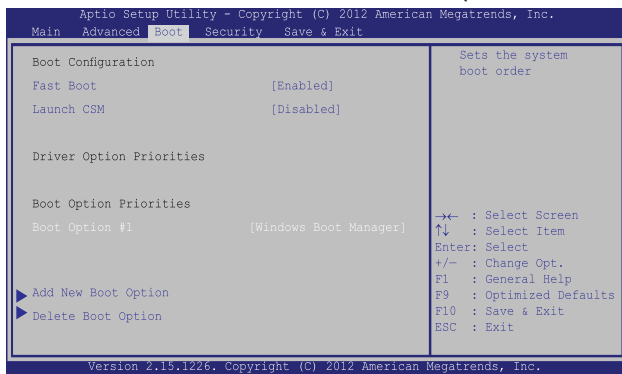 Aptio Setup Utility - Copyright (C) 2012 American Megatrends, Inc.
Main Advanced Boot Security Save & Exit
Boot Configuration
Fast Boot [Enabled]
Launch CSM [Disabled]
Driver Option Priorities
Boot Option Priorities
Boot Option #1 [Windows Boot Manager]
Add New Boot Option
Delete Boot Option
Sets the system
boot order
→← : Select Screen
↑↓ : Select Item
Enter: Select
+/— : Change Opt.
F1 : General Help
F9 : Optimized Defaults
F10 : Save & Exit
ESC : Exit
Version 2.15.1226. Copyright (C) 2012 American Megatrends, Inc.